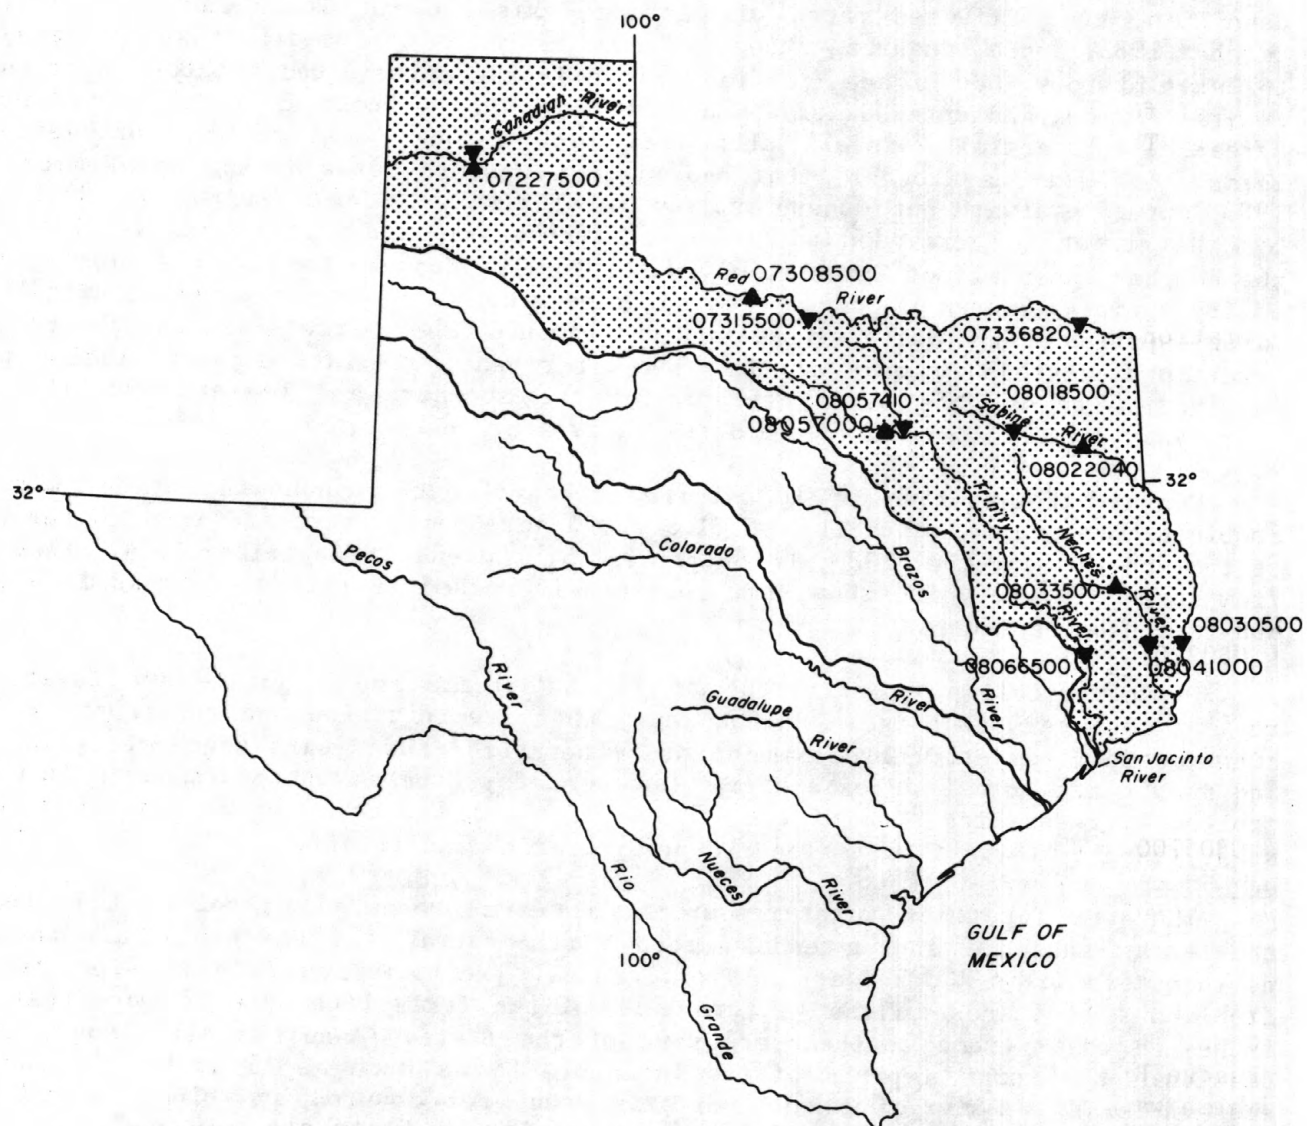 100°
Canadian River
07227500
Red River
07308500
07315500
07336820
08057410
08018500
08057000
Sabine River
08022040
32°
32°
Trinity River
Neches River
Pecos River
Colorado River
Brazos River
08033500
08030500
08066500
08041000
Guadalupe River
San Jacinto
River
Nueces River
Rio Grande
GULF OF
MEXICO
100°